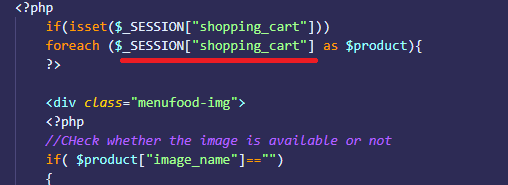 <?php
if(isset($_SESSION["shopping_cart"]))
foreach ($_SESSION["shopping_cart"] as $product){
?>
<div class="menufood-img">
<?php
//CHeck whether the image is available or not
if( $product["image_name"]=="")
{